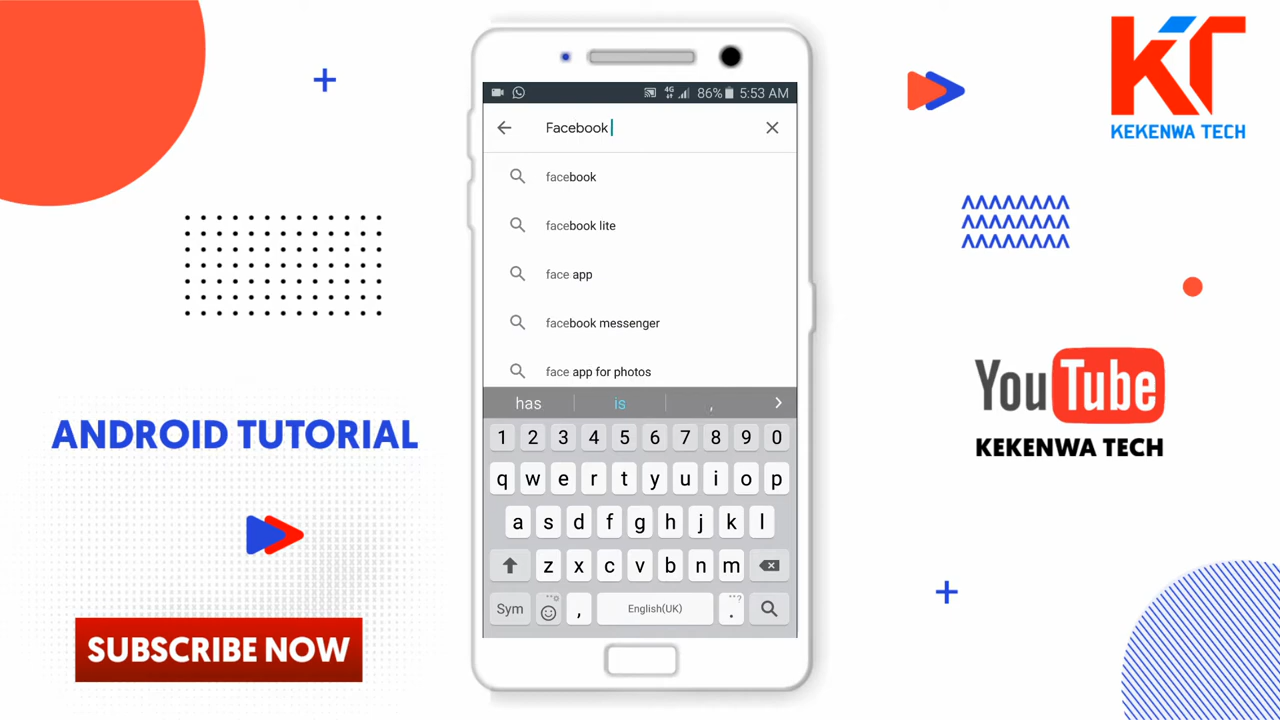 KT
KEKENWA TECH
4G
86%
5:53 AM
Facebook
facebook
facebook lite
face app
facebook messenger
face app for photos
has
is
,
1 2 3 4 5 6 7 8 9 0
q w e r t y u i o p
a s d f g h j k l
z x c v b n m
Sym
,
English(UK)
.
ANDROID TUTORIAL
SUBSCRIBE NOW
YouTube
KEKENWA TECH